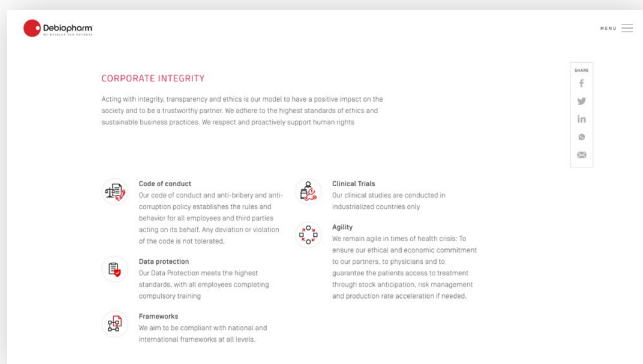 Debiopharm
WE DEVELOP FOR PATIENTS
MENU
CORPORATE INTEGRITY
SHARE
Acting with integrity, transparency and ethics is our model to have a positive impact on the
society and to be a trustworthy partner. We adhere to the highest standards of ethics and
sustainable business practices. We respect and proactively support human rights
Code of conduct
Our code of conduct and anti-bribery and anti-
corruption policy establishes the rules and
behavior for all employees and third parties
acting on its behalf. Any deviation or violation
of the code is not tolerated.
Data protection
Our Data Protection meets the highest
standards, with all employees completing
compulsory training
Frameworks
We aim to be compliant with national and
international frameworks at all levels.
Clinical Trials
Our clinical studies are conducted in
industrialized countries only
Agility
We remain agile in times of health crisis: To
ensure our ethical and economic commitment
to our partners, to physicians and to
guarantee the patients access to treatment
through stock anticipation, risk management
and production rate acceleration if needed.